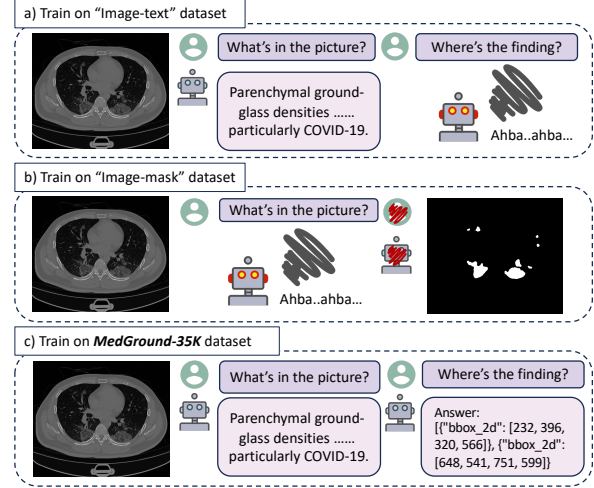 a) Train on “Image-text” dataset
What’s in the picture?
Where’s the finding?
Parenchymal ground-
glass densities ……
particularly COVID-19.
Ahba..ahba…
b) Train on “Image-mask” dataset
What’s in the picture?
Ahba..ahba…
c) Train on MedGround-35K dataset
What’s in the picture?
Where’s the finding?
Parenchymal ground-
glass densities ……
particularly COVID-19.
Answer:
[{"bbox_2d": [232, 396,
320, 566]}, {"bbox_2d":
[648, 541, 751, 599]}